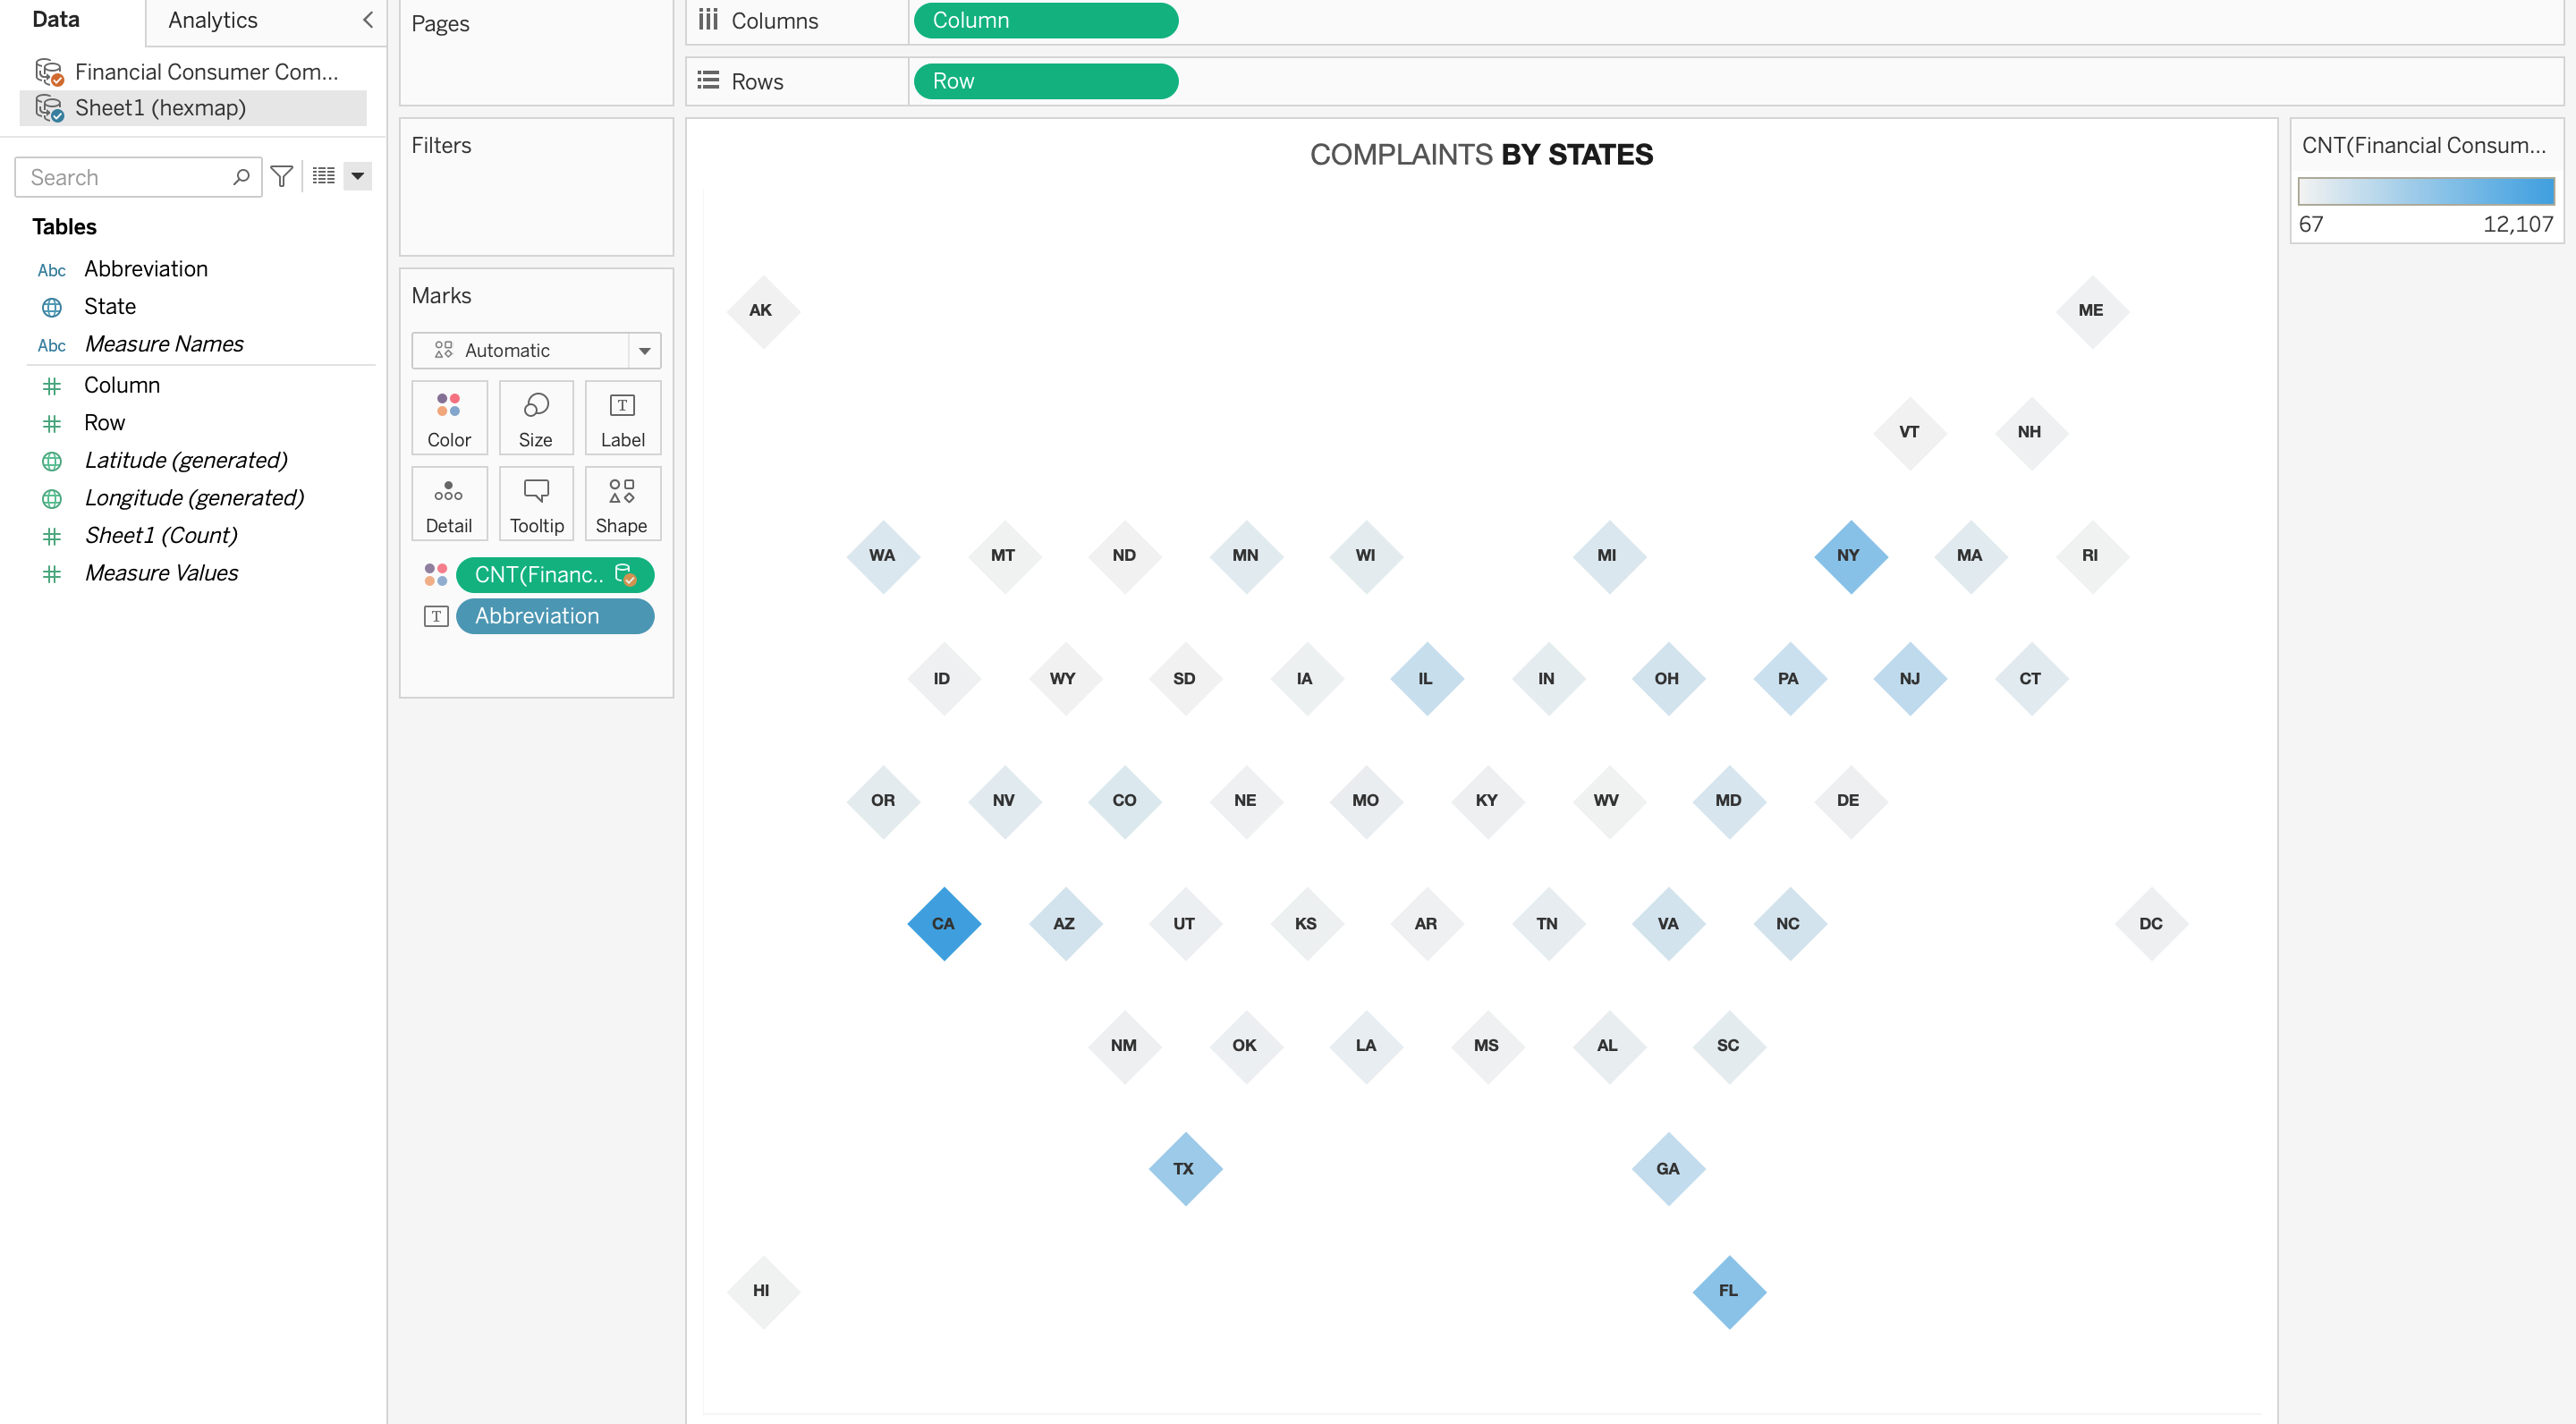 Data
Analytics
Financial Consumer Com...
Sheet1 (hexmap)
Search
Tables
Abc Abbreviation
State
Abc Measure Names
Column
Row
Latitude (generated)
Longitude (generated)
Sheet1 (Count)
Measure Values
Pages
Filters
Marks
Automatic
Color Size Label
Detail Tooltip Shape
CNT(Financ..
Abbreviation
Columns Column
Rows Row
COMPLAINTS BY STATES
AK ME
VT NH
WA MT ND MN WI MI NY MA RI
ID WY SD IA IL IN OH PA NJ CT
OR NV CO NE MO KY WV MD DE
CA AZ UT KS AR TN VA NC DC
NM OK LA MS AL SC
TX GA
HI FL
CNT(Financial Consum...
67 12,107